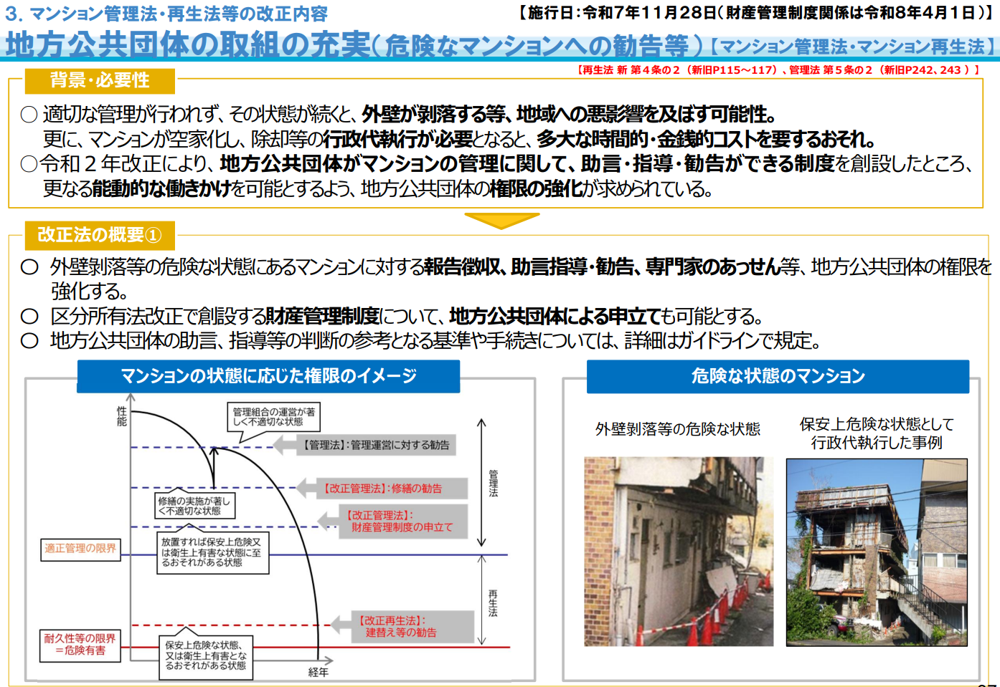 3．マンション管理法・再生法等の改正内容
【施行日：令和7年11月28日（財産管理制度関係は令和8年4月1日）】
地方公共団体の取組の充実（危険なマンションへの勧告等）【マンション管理法・マンション再生法】
【再生法 新 第４条の２（新旧P115～117）、管理法 第５条の２（新旧P242、243 ）】
背景・必要性
○ 適切な管理が行われず、その状態が続くと、外壁が剝落する等、地域への悪影響を及ぼす可能性。
更に、マンションが空家化し、除却等の行政代執行が必要となると、多大な時間的・金銭的コストを要するおそれ。
○令和２年改正により、地方公共団体がマンションの管理に関して、助言・指導・勧告ができる制度を創設したところ、
更なる能動的な働きかけを可能とするよう、地方公共団体の権限の強化が求められている。
改正法の概要①
○ 外壁剝落等の危険な状態にあるマンションに対する報告徴収、助言指導・勧告、専門家のあっせん等、地方公共団体の権限を
強化する。
○ 区分所有法改正で創設する財産管理制度について、地方公共団体による申立ても可能とする。
○ 地方公共団体の助言、指導等の判断の参考となる基準や手続きについては、詳細はガイドラインで規定。
マンションの状態に応じた権限のイメージ
性能
管理組合の運営が著
しく不適切な状態
【管理法】：管理運営に対する勧告
【改正管理法】：修繕の勧告
修繕の実施が著し
く不適切な状態
【改正管理法】：
財産管理制度の申立て
管理法
適正管理の限界
放置すれば保安上危険又
は衛生上有害な状態に至
るおそれがある状態
再生法
【改正再生法】：
建替え等の勧告
耐久性等の限界
＝危険有害
保安上危険な状態、
又は衛生上有害とな
るおそれがある状態
経年
危険な状態のマンション
外壁剝落等の危険な状態
保安上危険な状態として
行政代執行した事例